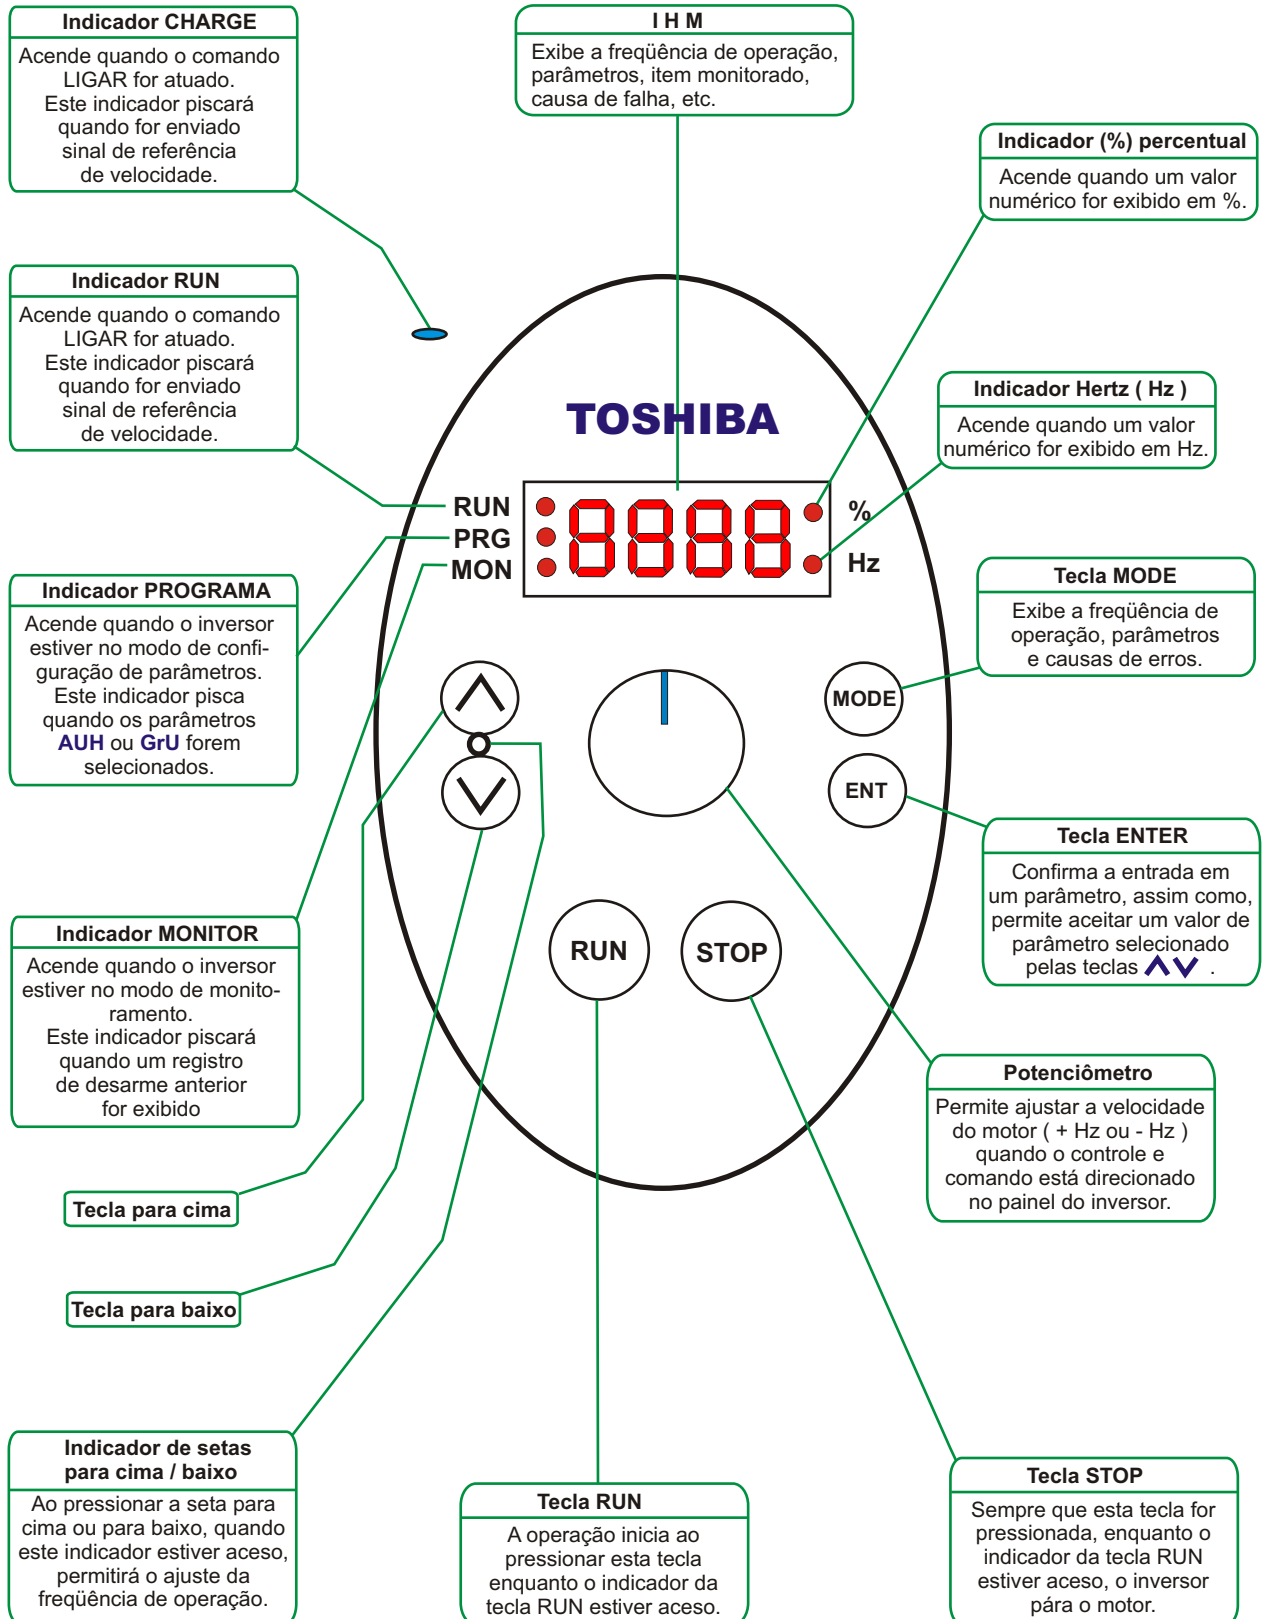 Indicador CHARGE
Acende quando o comando
LIGAR for atuado.
Este indicador piscará
quando for enviado
sinal de referência
de velocidade.
I H M
Exibe a freqüência de operação,
parâmetros, item monitorado,
causa de falha, etc.
Indicador (%) percentual
Acende quando um valor
numérico for exibido em %.
Indicador RUN
Acende quando o comando
LIGAR for atuado.
Este indicador piscará
quando for enviado
sinal de referência
de velocidade.
Indicador Hertz ( Hz )
Acende quando um valor
numérico for exibido em Hz.
TOSHIBA
RUN
PRG
MON
8888
%
Hz
Indicador PROGRAMA
Acende quando o inversor
estiver no modo de confi-
guração de parâmetros.
Este indicador pisca
quando os parâmetros
AUH ou GrU forem
selecionados.
Tecla MODE
Exibe a freqüência de
operação, parâmetros
e causas de erros.
MODE
ENT
Tecla ENTER
Confirma a entrada em
um parâmetro, assim como,
permite aceitar um valor de
parâmetro selecionado
pelas teclas ∧∨ .
RUN
STOP
Indicador MONITOR
Acende quando o inversor
estiver no modo de monito-
ramento.
Este indicador piscará
quando um registro
de desarme anterior
for exibido
Potenciômetro
Permite ajustar a velocidade
do motor ( + Hz ou - Hz )
quando o controle e
comando está direcionado
no painel do inversor.
Tecla para cima
Tecla para baixo
Indicador de setas
para cima / baixo
Ao pressionar a seta para
cima ou para baixo, quando
este indicador estiver aceso,
permitirá o ajuste da
freqüência de operação.
Tecla RUN
A operação inicia ao
pressionar esta tecla
enquanto o indicador da
tecla RUN estiver aceso.
Tecla STOP
Sempre que esta tecla for
pressionada, enquanto o
indicador da tecla RUN
estiver aceso, o inversor
pára o motor.